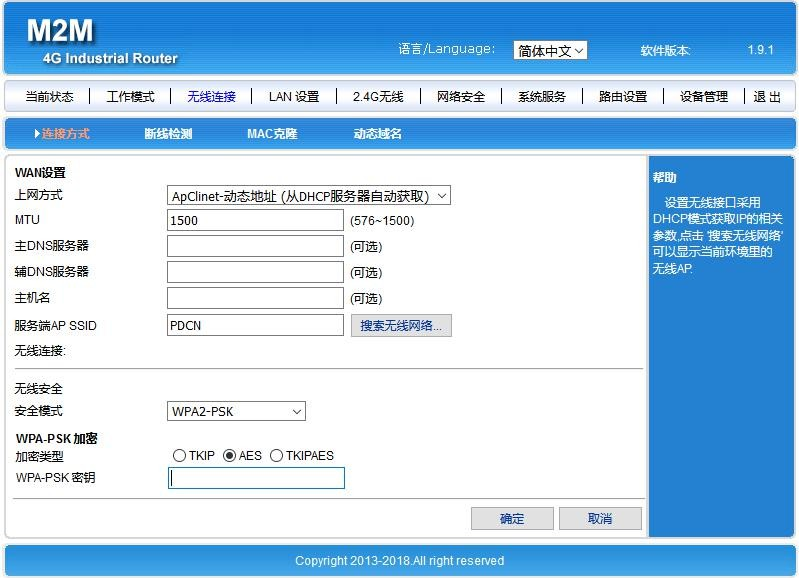 M2M
4G Industrial Router
语言/Language: 简体中文 软件版本: 1.9.1
当前状态 工作模式 无线连接 LAN 设置 2.4G无线 网络安全 系统服务 路由设置 设备管理 退 出
连接方式 断线检测 MAC克隆 动态域名
WAN设置
上网方式 ApClinet-动态地址 (从DHCP服务器自动获取)
MTU 1500 (576~1500)
主DNS服务器 (可选)
辅DNS服务器 (可选)
主机名 (可选)
服务端AP SSID PDCN 搜索无线网络...
无线连接:
无线安全
安全模式 WPA2-PSK
WPA-PSK 加密
加密类型 TKIP AES TKIPAES
WPA-PSK 密钥
确定 取消
帮助
设置无线接口采用
DHCP模式获取IP的相关
参数,点击 '搜索无线网络'
可以显示当前环境里的
无线AP.
Copyright 2013-2018.All right reserved